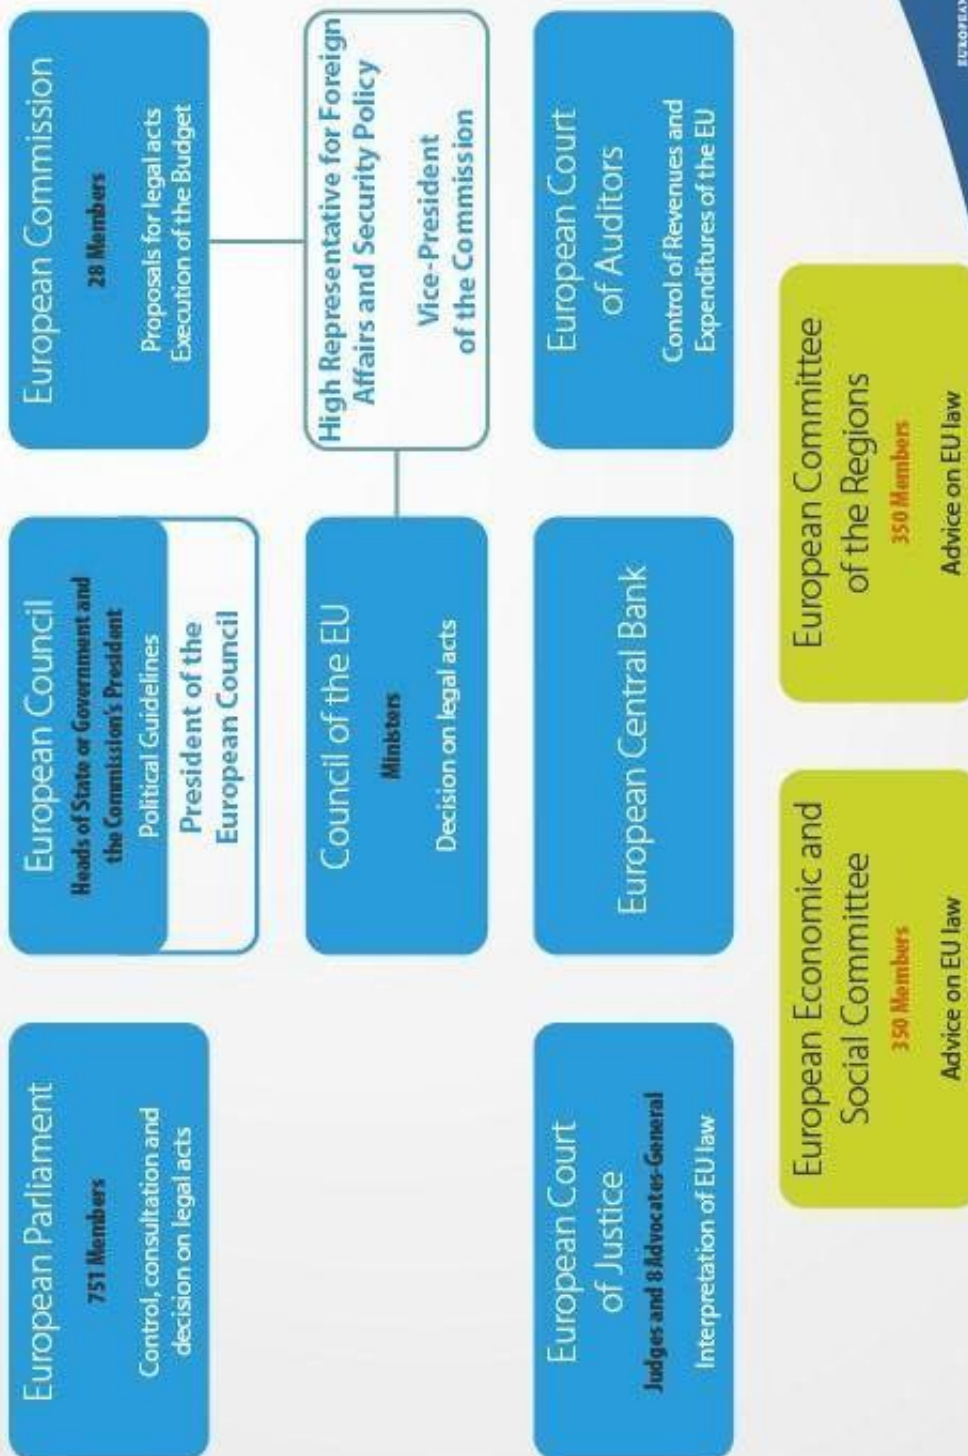 European Parliament
751 Members
Control, consultation and
decision on legal acts
European Council
Heads of State or Government and
the Commission's President
Political Guidelines
President of the
European Council
European Commission
28 Members
Proposals for legal acts
Execution of the Budget
Council of the EU
Ministers
Decision on legal acts
High Representative for Foreign
Affairs and Security Policy
Vice-President
of the Commission
European Court
of Justice
Judges and 8 Advocates-General
Interpretation of EU law
European Central Bank
European Court
of Auditors
Control of Revenues and
Expenditures of the EU
European Economic and
Social Committee
350 Members
Advice on EU law
European Committee
of the Regions
350 Members
Advice on EU law
EUROPEAN